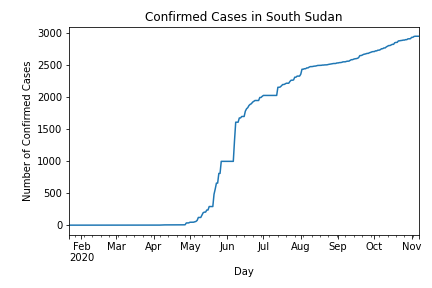 Confirmed Cases in South Sudan
Number of Confirmed Cases
3000
2500
2000
1500
1000
500
0
Feb Mar Apr May Jun Jul Aug Sep Oct Nov
2020
Day